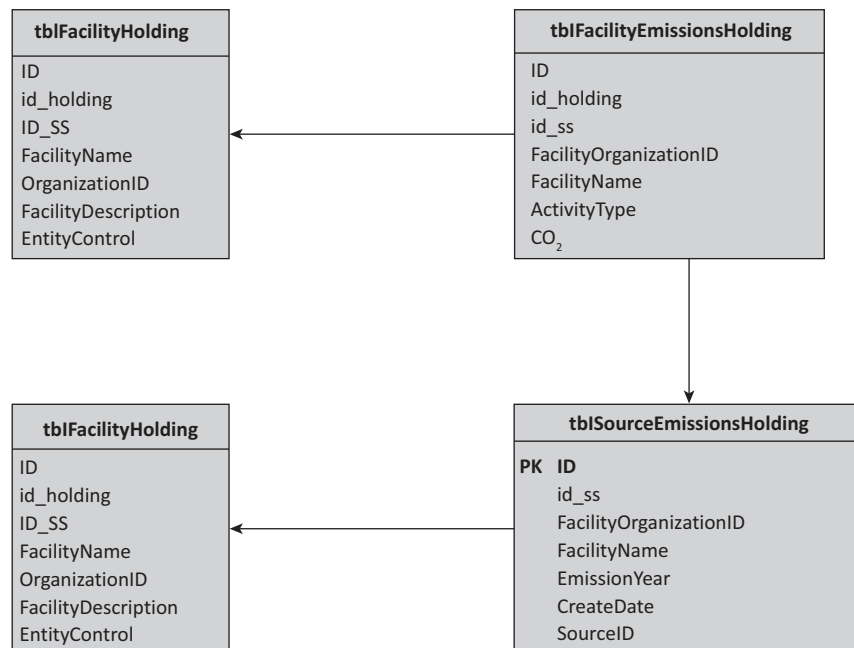 tblFacilityHolding
ID
id_holding
ID_SS
FacilityName
OrganizationID
FacilityDescription
EntityControl
tblFacilityEmissionsHolding
ID
id_holding
id_ss
FacilityOrganizationID
FacilityName
ActivityType
CO₂
tblFacilityHolding
ID
id_holding
ID_SS
FacilityName
OrganizationID
FacilityDescription
EntityControl
tblSourceEmissionsHolding
PK ID
id_ss
FacilityOrganizationID
FacilityName
EmissionYear
CreateDate
SourceID